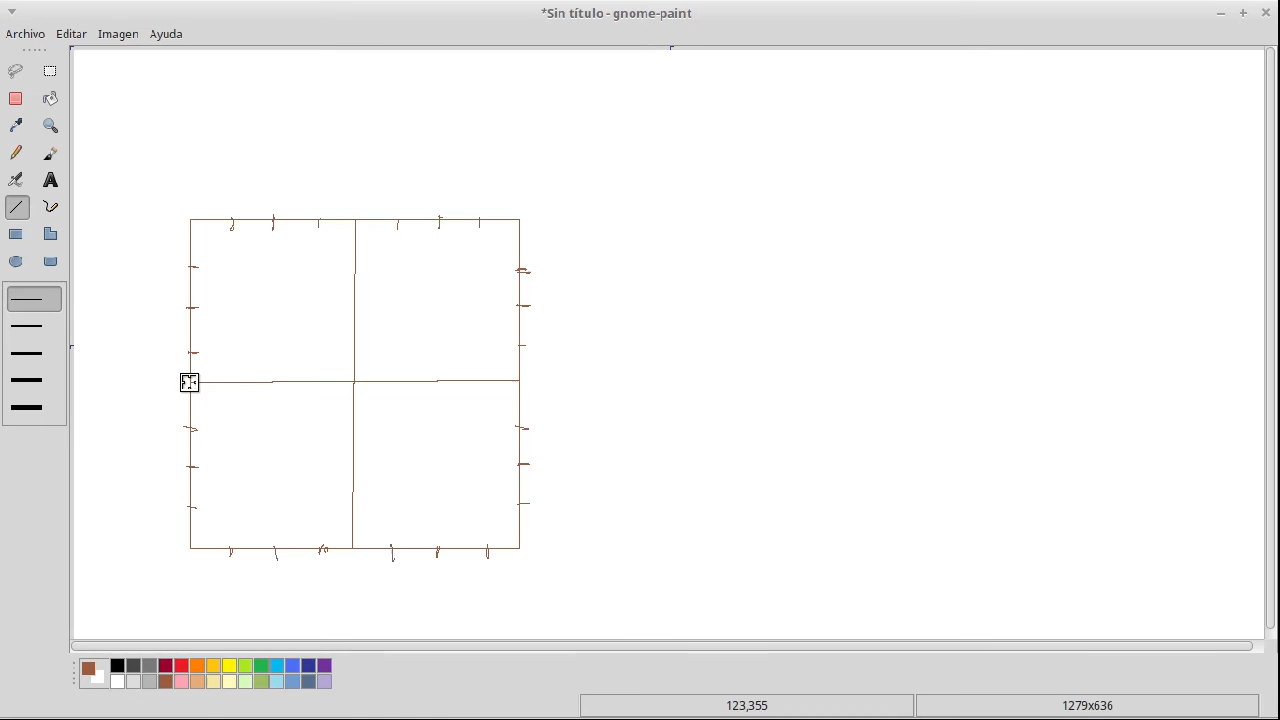 *Sin título - gnome-paint
Archivo Editar Imagen Ayuda
A
123,355 1279x636